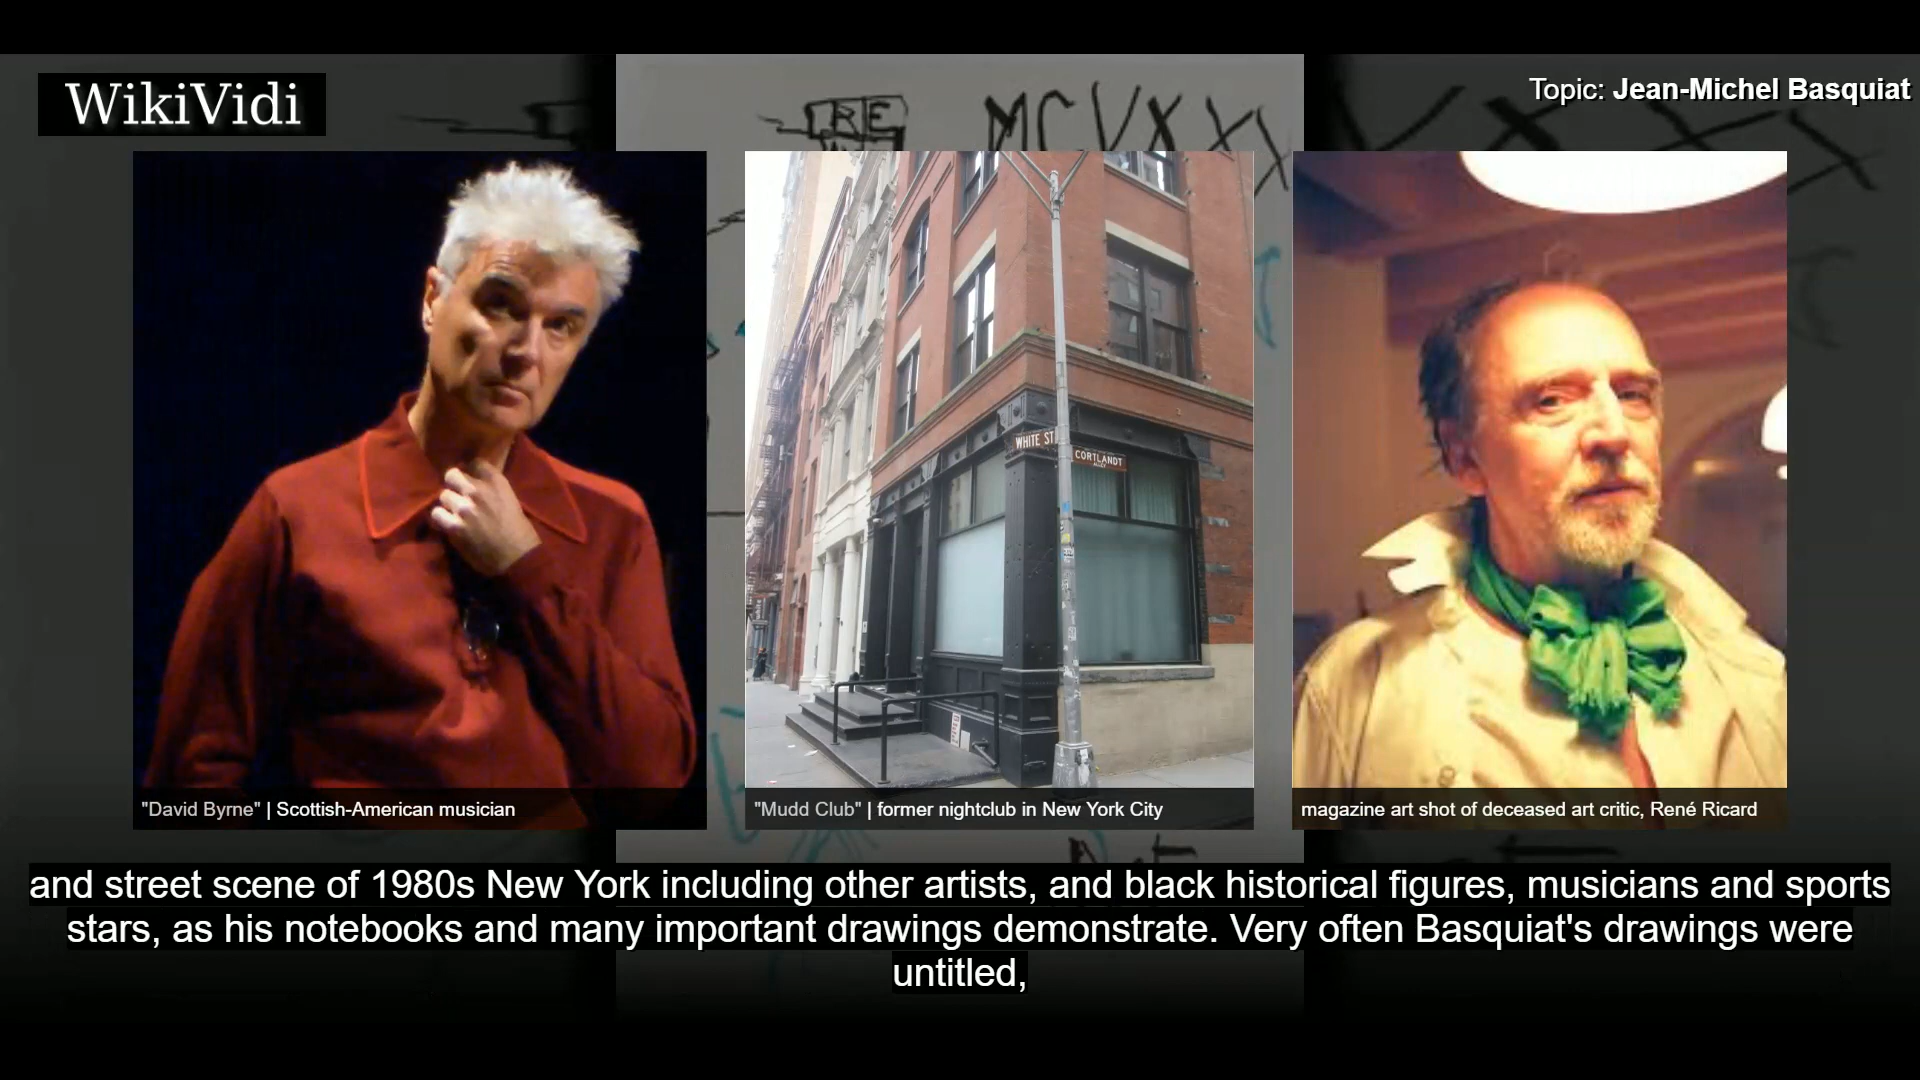 WikiVidi
Topic: Jean-Michel Basquiat
MCVXXX
WHITE ST
CORTLANDT
ALLEY
"David Byrne" | Scottish-American musician
"Mudd Club" | former nightclub in New York City
magazine art shot of deceased art critic, René Ricard
and street scene of 1980s New York including other artists, and black historical figures, musicians and sports
stars, as his notebooks and many important drawings demonstrate. Very often Basquiat's drawings were
untitled,